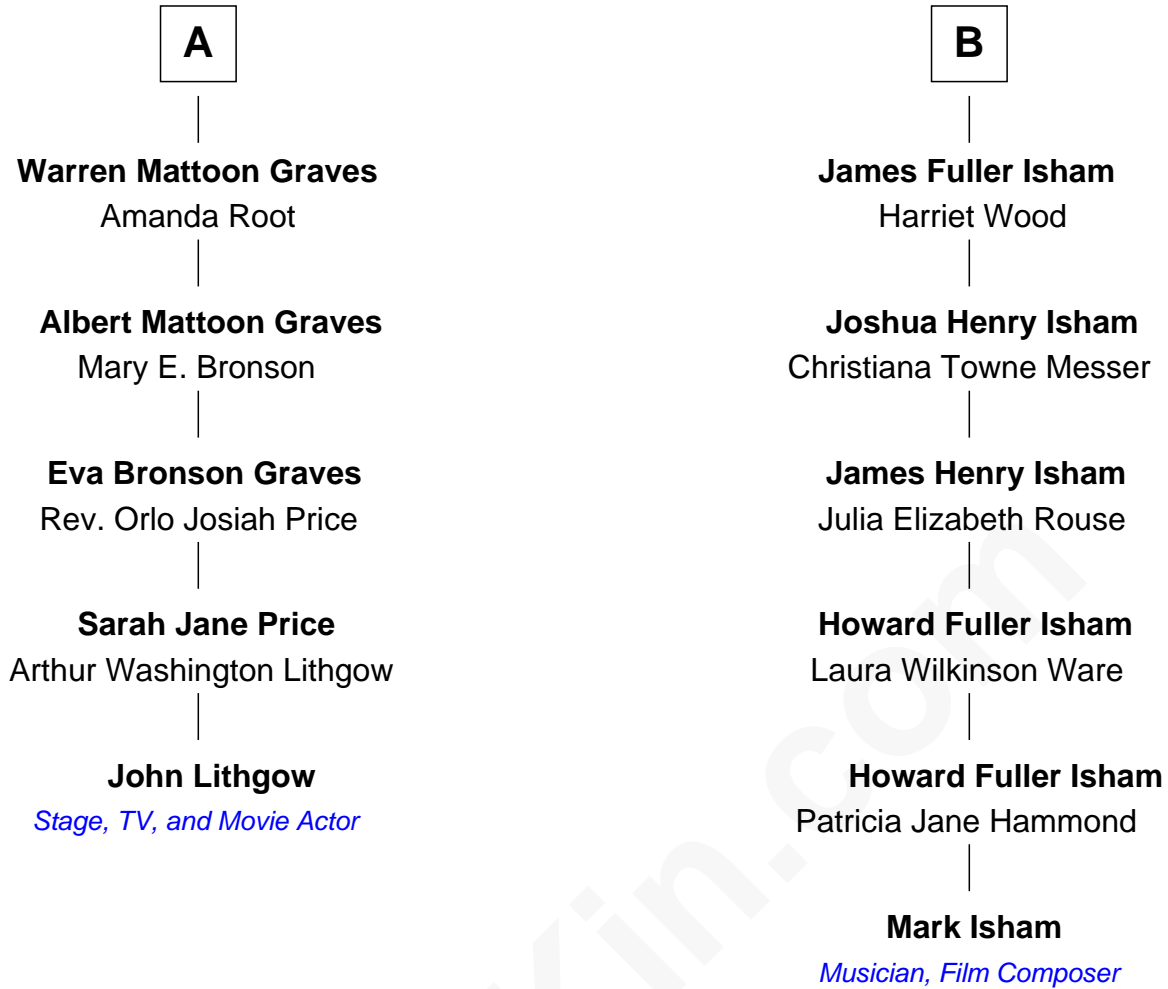 A
Warren Mattoon Graves
Amanda Root
Albert Mattoon Graves
Mary E. Bronson
Eva Bronson Graves
Rev. Orlo Josiah Price
Sarah Jane Price
Arthur Washington Lithgow
John Lithgow
Stage, TV, and Movie Actor
B
James Fuller Isham
Harriet Wood
Joshua Henry Isham
Christiana Towne Messer
James Henry Isham
Julia Elizabeth Rouse
Howard Fuller Isham
Laura Wilkinson Ware
Howard Fuller Isham
Patricia Jane Hammond
Mark Isham
Musician, Film Composer
Kin.com